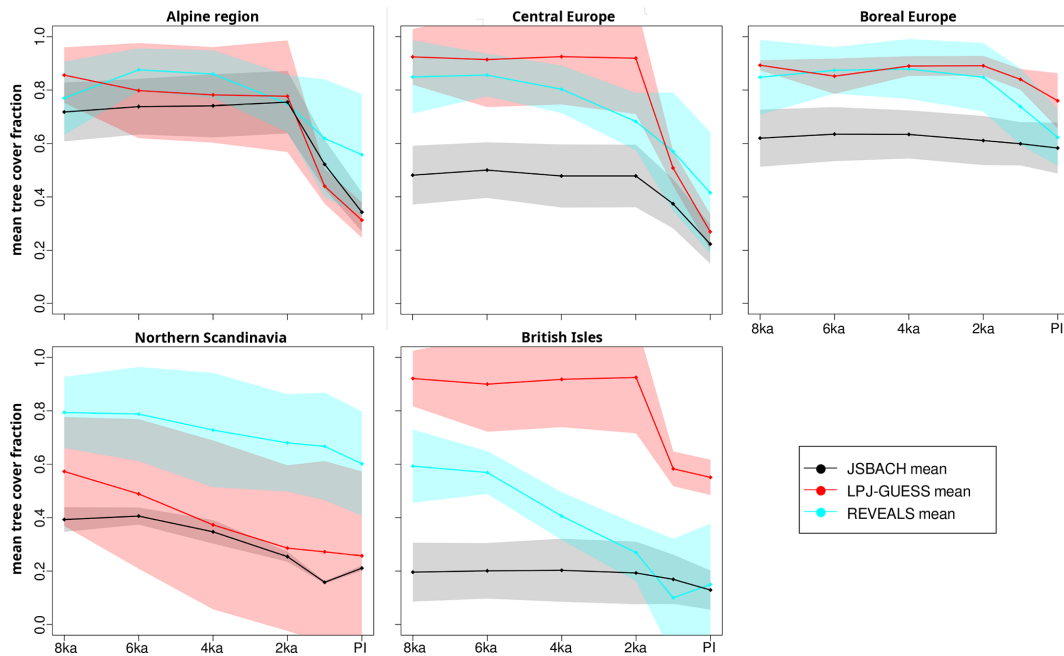 Alpine region
Central Europe
Boreal Europe
mean tree cover fraction
1.0
0.8
0.6
0.4
0.2
0.0
8ka 6ka 4ka 2ka PI
Northern Scandinavia
British Isles
mean tree cover fraction
1.0
0.8
0.6
0.4
0.2
0.0
8ka 6ka 4ka 2ka PI
8ka 6ka 4ka 2ka PI
JSBACH mean
LPJ-GUESS mean
REVEALS mean